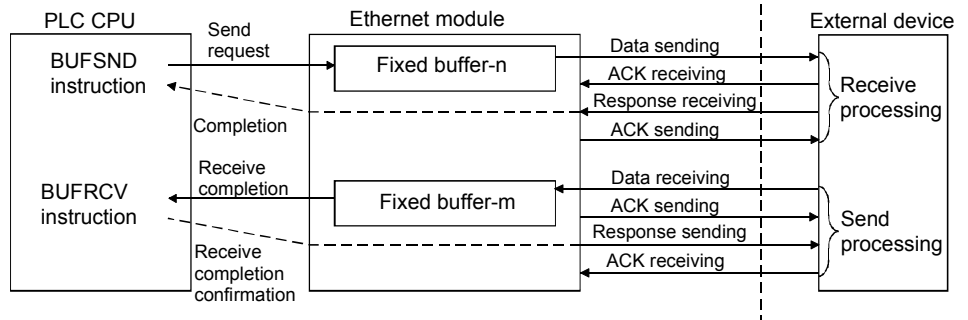 PLC CPU
Ethernet module
External device
BUFSND
instruction
Send
request
Fixed buffer-n
Data sending
ACK receiving
Response receiving
ACK sending
Receive
processing
Completion
BUFRCV
instruction
Receive
completion
Fixed buffer-m
Data receiving
ACK sending
Response sending
ACK receiving
Send
processing
Receive
completion
confirmation